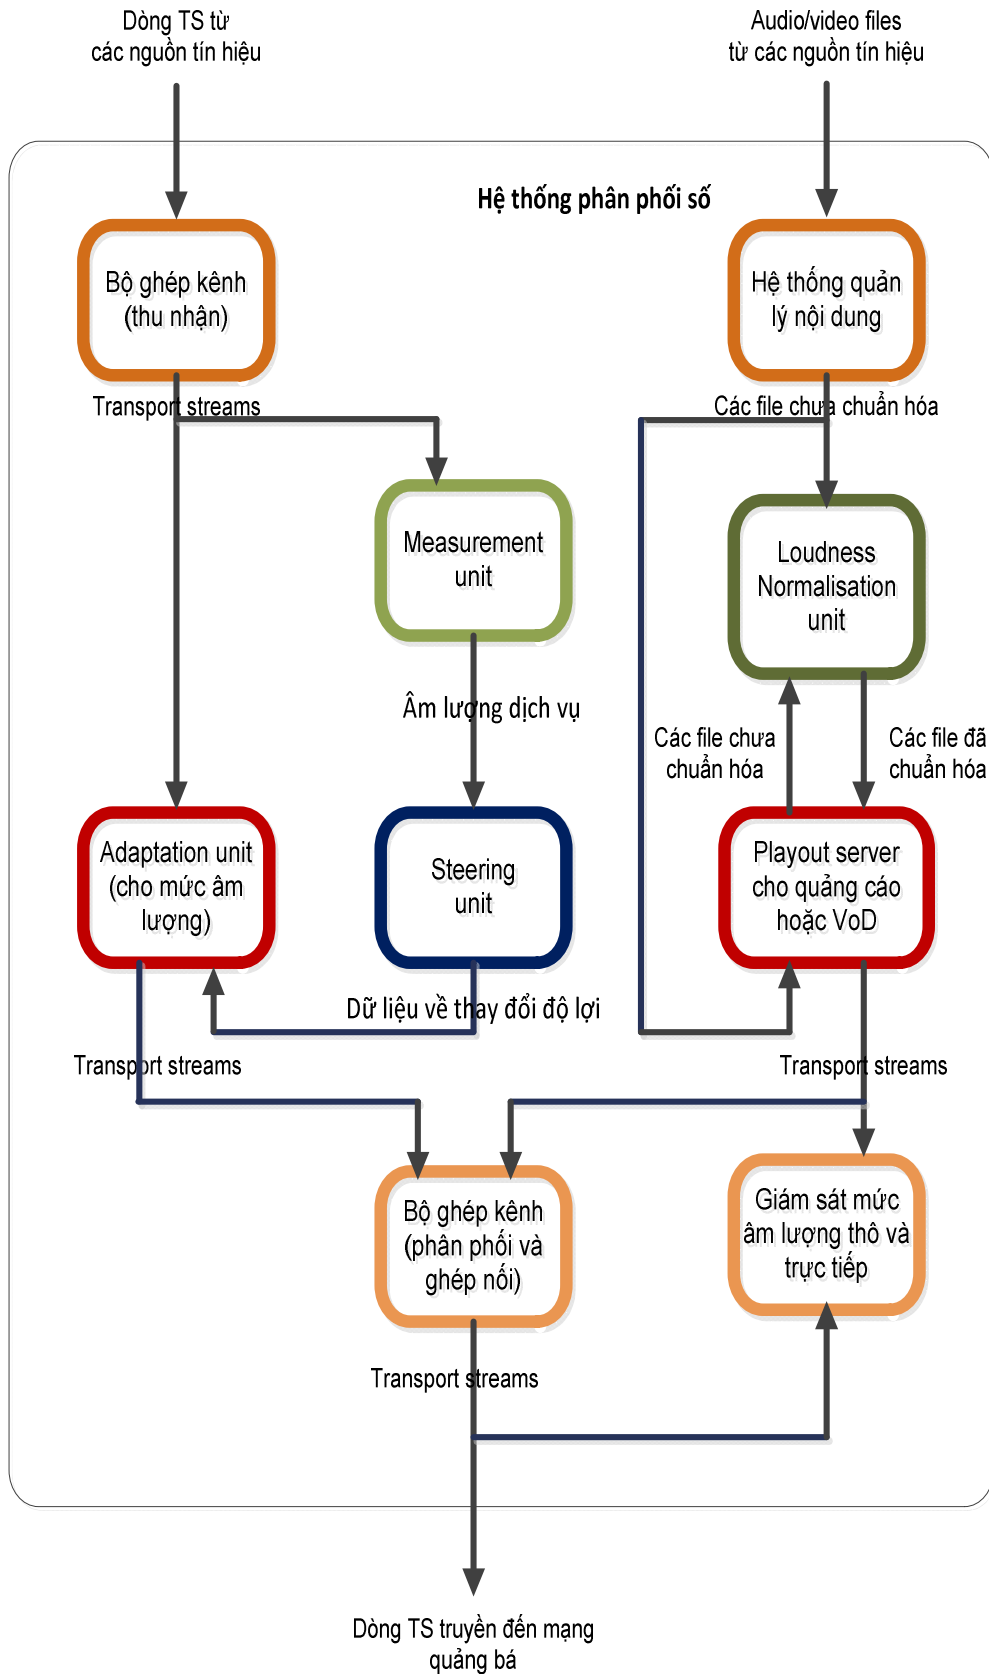 Dòng TS từ
các nguồn tín hiệu
Audio/video files
từ các nguồn tín hiệu
Hệ thống phân phối số
Bộ ghép kênh
(thu nhận)
Hệ thống quản
lý nội dung
Transport streams
Các file chưa chuẩn hóa
Measurement
unit
Loudness
Normalisation
unit
Âm lượng dịch vụ
Các file chưa
chuẩn hóa
Các file đã
chuẩn hóa
Adaptation unit
(cho mức âm
lượng)
Steering
unit
Playout server
cho quảng cáo
hoặc VoD
Dữ liệu về thay đổi độ lợi
Transport streams
Transport streams
Bộ ghép kênh
(phân phối và
ghép nối)
Giám sát mức
âm lượng thô và
trực tiếp
Transport streams
Dòng TS truyền đến mạng
quảng bá